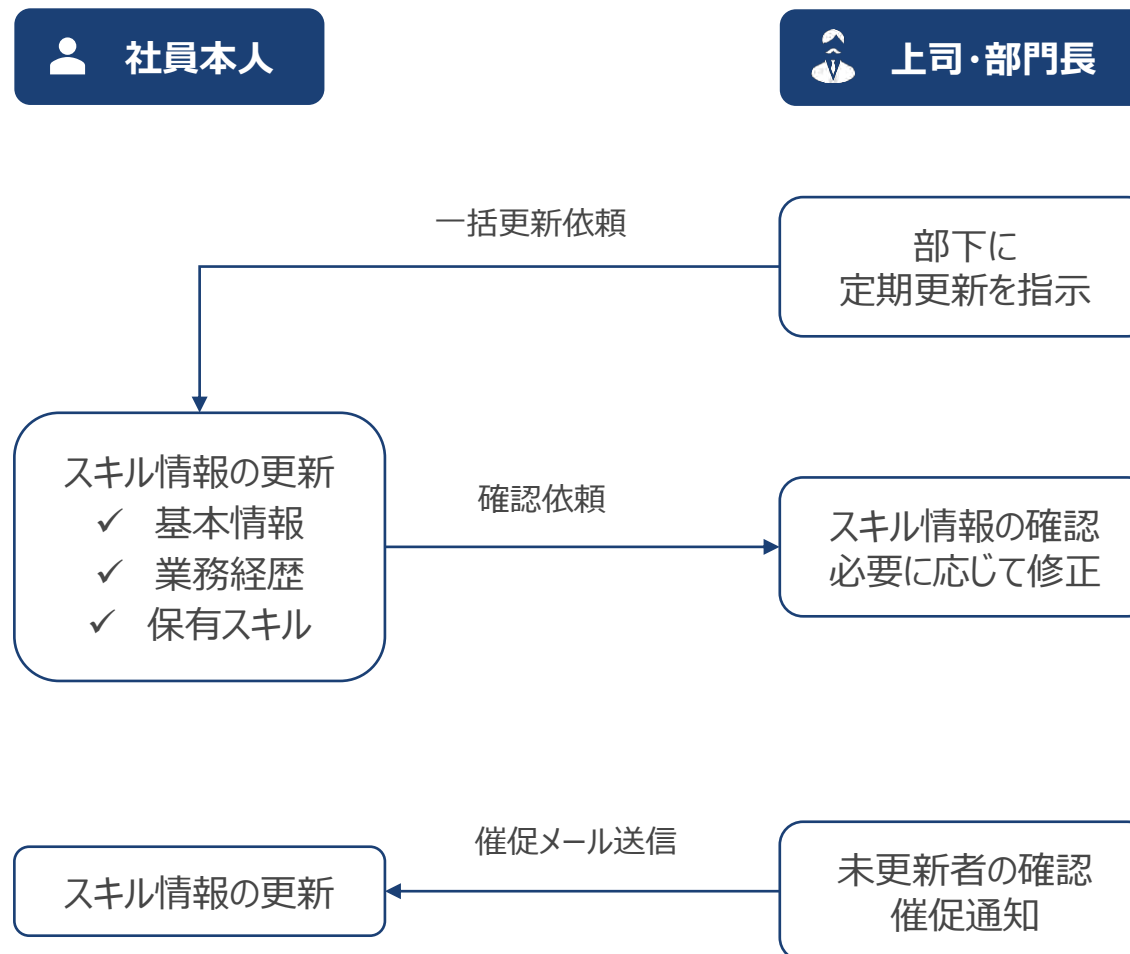 社員本人
上司・部門長
一括更新依頼
部下に
定期更新を指示
スキル情報の更新
✓ 基本情報
✓ 業務経歴
✓ 保有スキル
確認依頼
スキル情報の確認
必要に応じて修正
催促メール送信
スキル情報の更新
未更新者の確認
催促通知